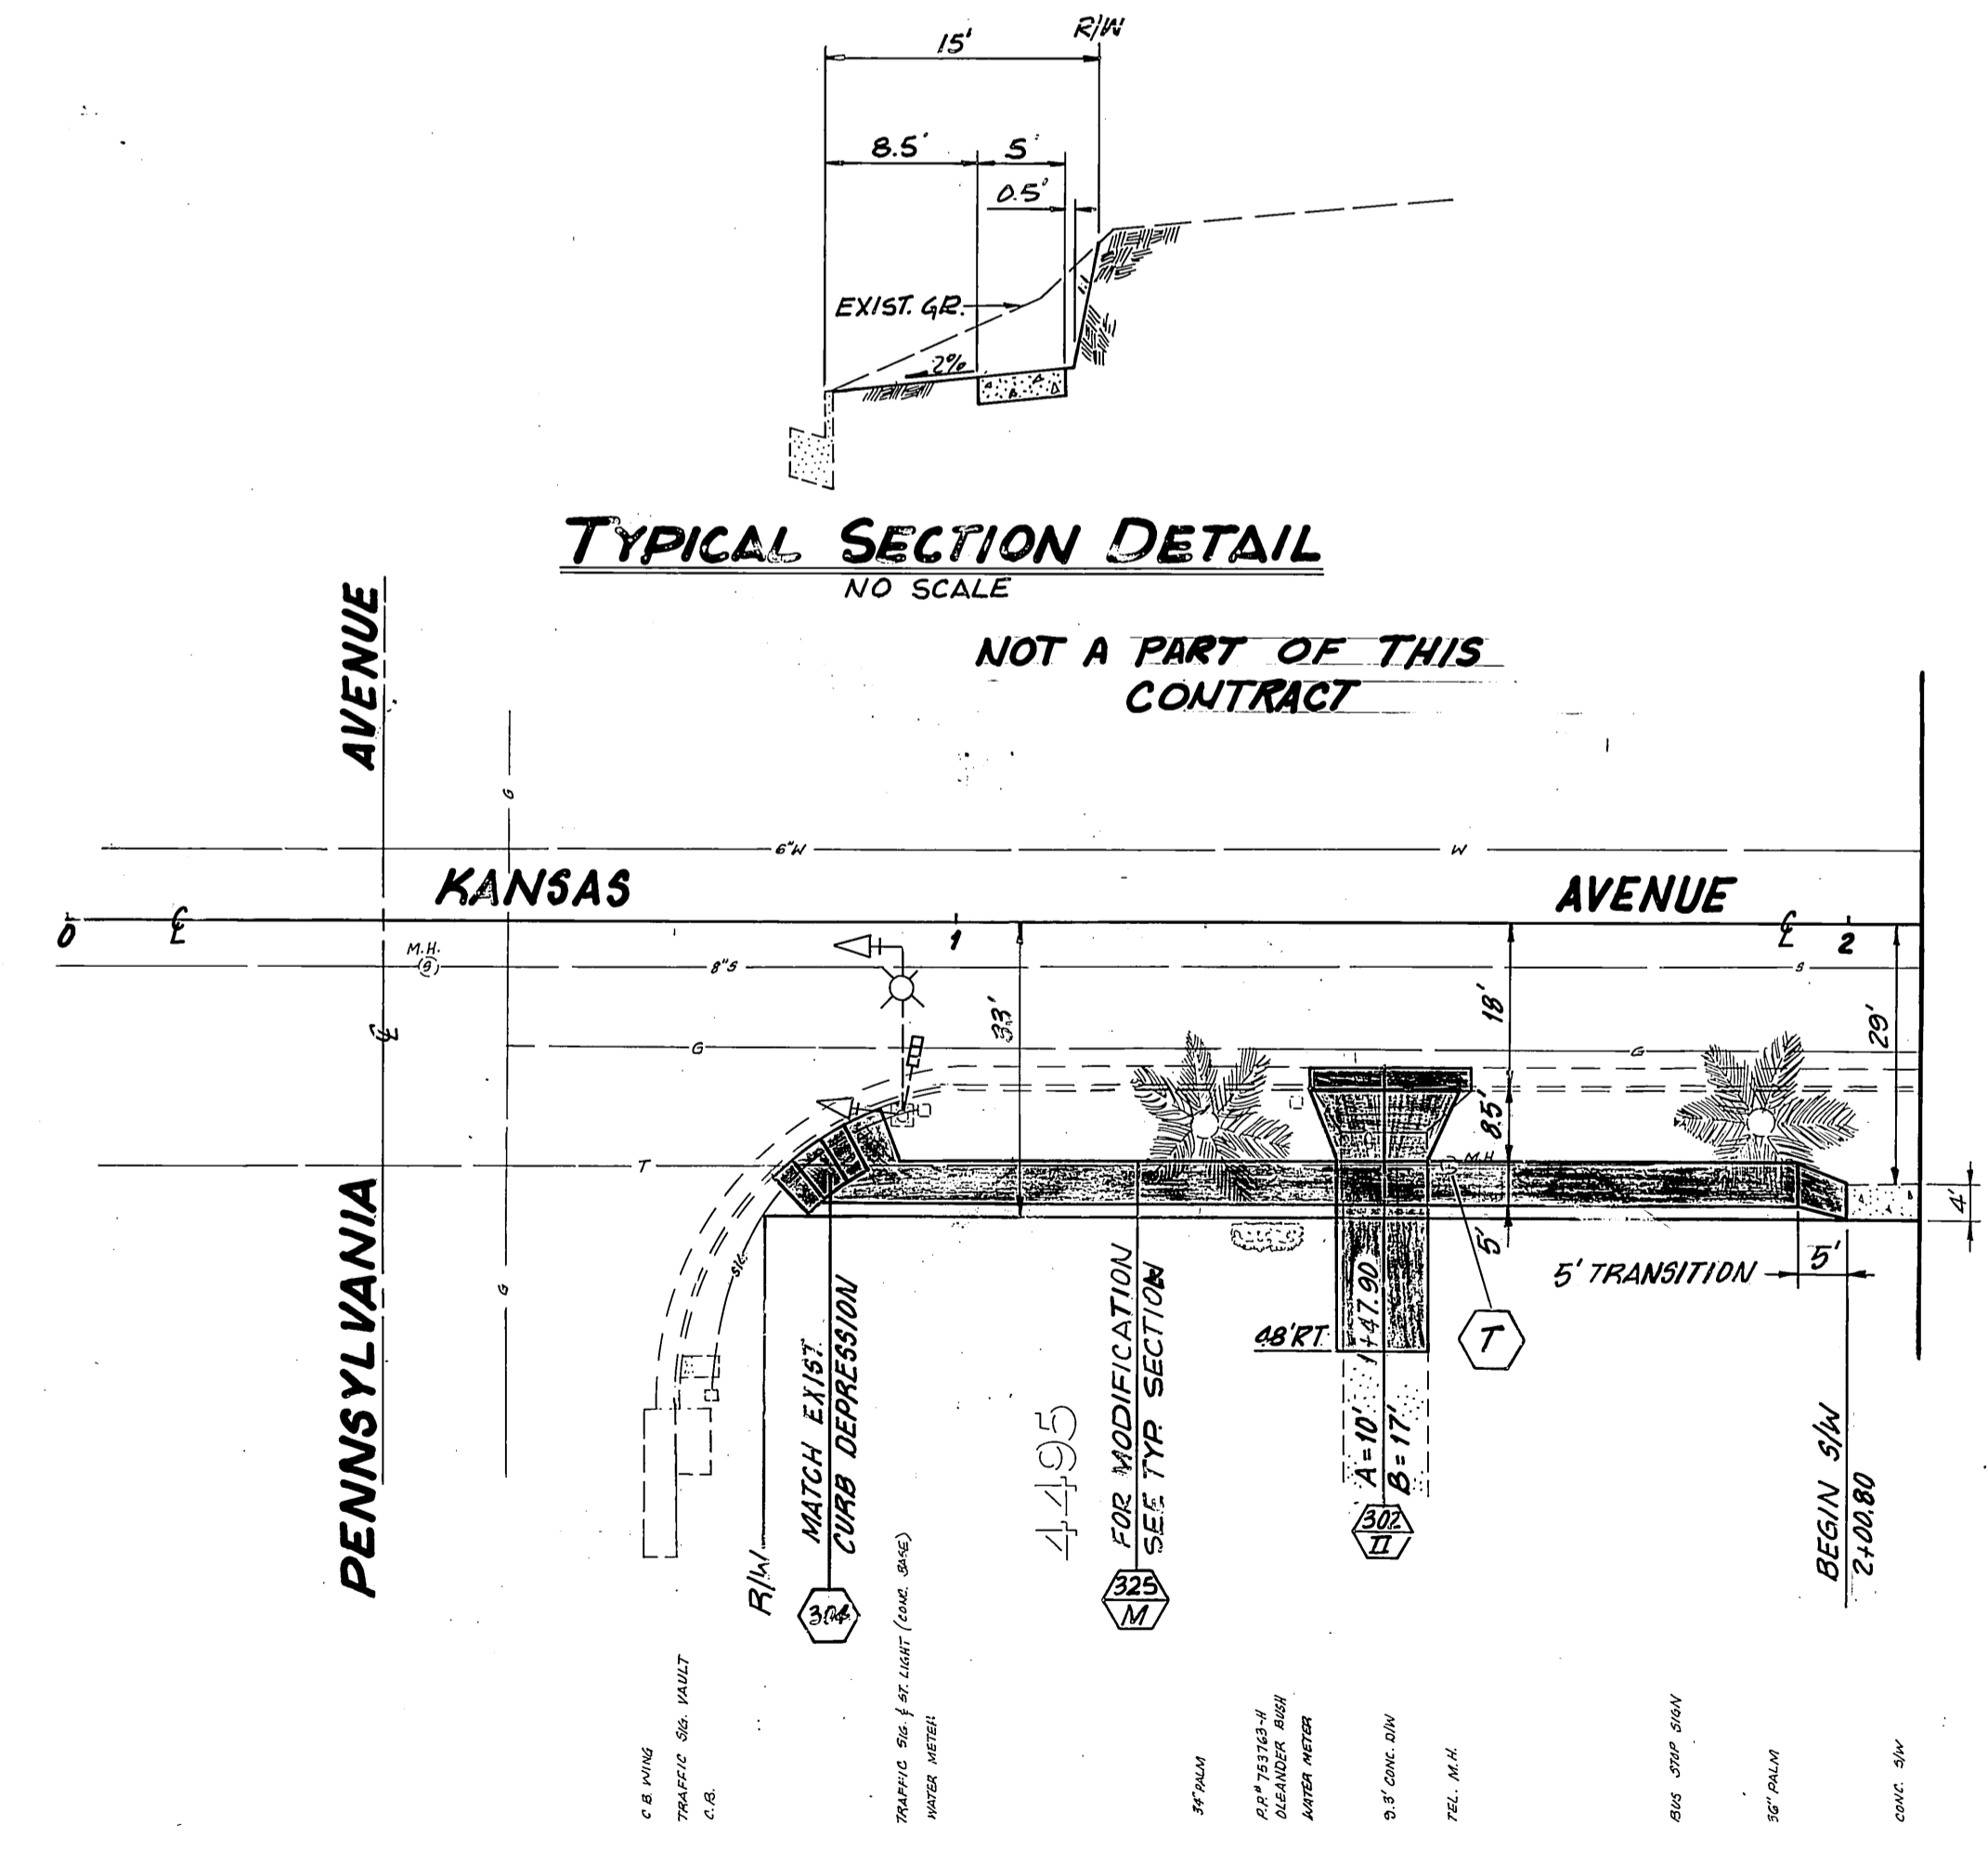 15'
R/W
8.5'
5'
0.5'
EXIST. GR.
2%
TYPICAL SECTION DETAIL
NO SCALE
NOT A PART OF THIS
CONTRACT
PENNSYLVANIA AVENUE
G
6"W
W
KANSAS AVENUE
0
℄
1
℄
2
M.H.
(S)
8"S
S
℄
33'
18'
29'
G
G
8.5'
T
M.H.
4'
5'
5'
5' TRANSITION
SIG.
G
48' RT.
1+47.90
T
A=10'
B=17'
302
II
R/W
MATCH EXIST.
CURB DEPRESSION
304
4495
FOR MODIFICATION
SEE TYP. SECTION
325
M
BEGIN S/W
2+00.80
C.B. WING
TRAFFIC SIG. VAULT
C.B.
TRAFFIC SIG. & ST. LIGHT (CONC. BASE)
WATER METER
34" PALM
P.P.# 753763-H
OLEANDER BUSH
WATER METER
9.3' CONC. D/W
TEL. M.H.
BUS STOP SIGN
36" PALM
CONC. S/W